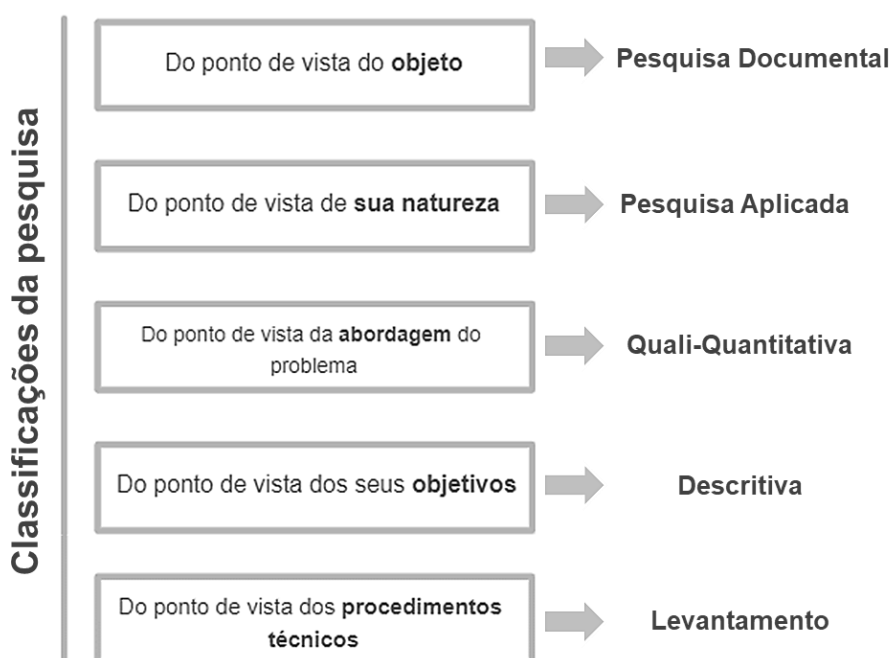 Classificações da pesquisa
Do ponto de vista do objeto
Pesquisa Documental
Do ponto de vista de sua natureza
Pesquisa Aplicada
Do ponto de vista da abordagem do
problema
Quali-Quantitativa
Do ponto de vista dos seus objetivos
Descritiva
Do ponto de vista dos procedimentos
técnicos
Levantamento